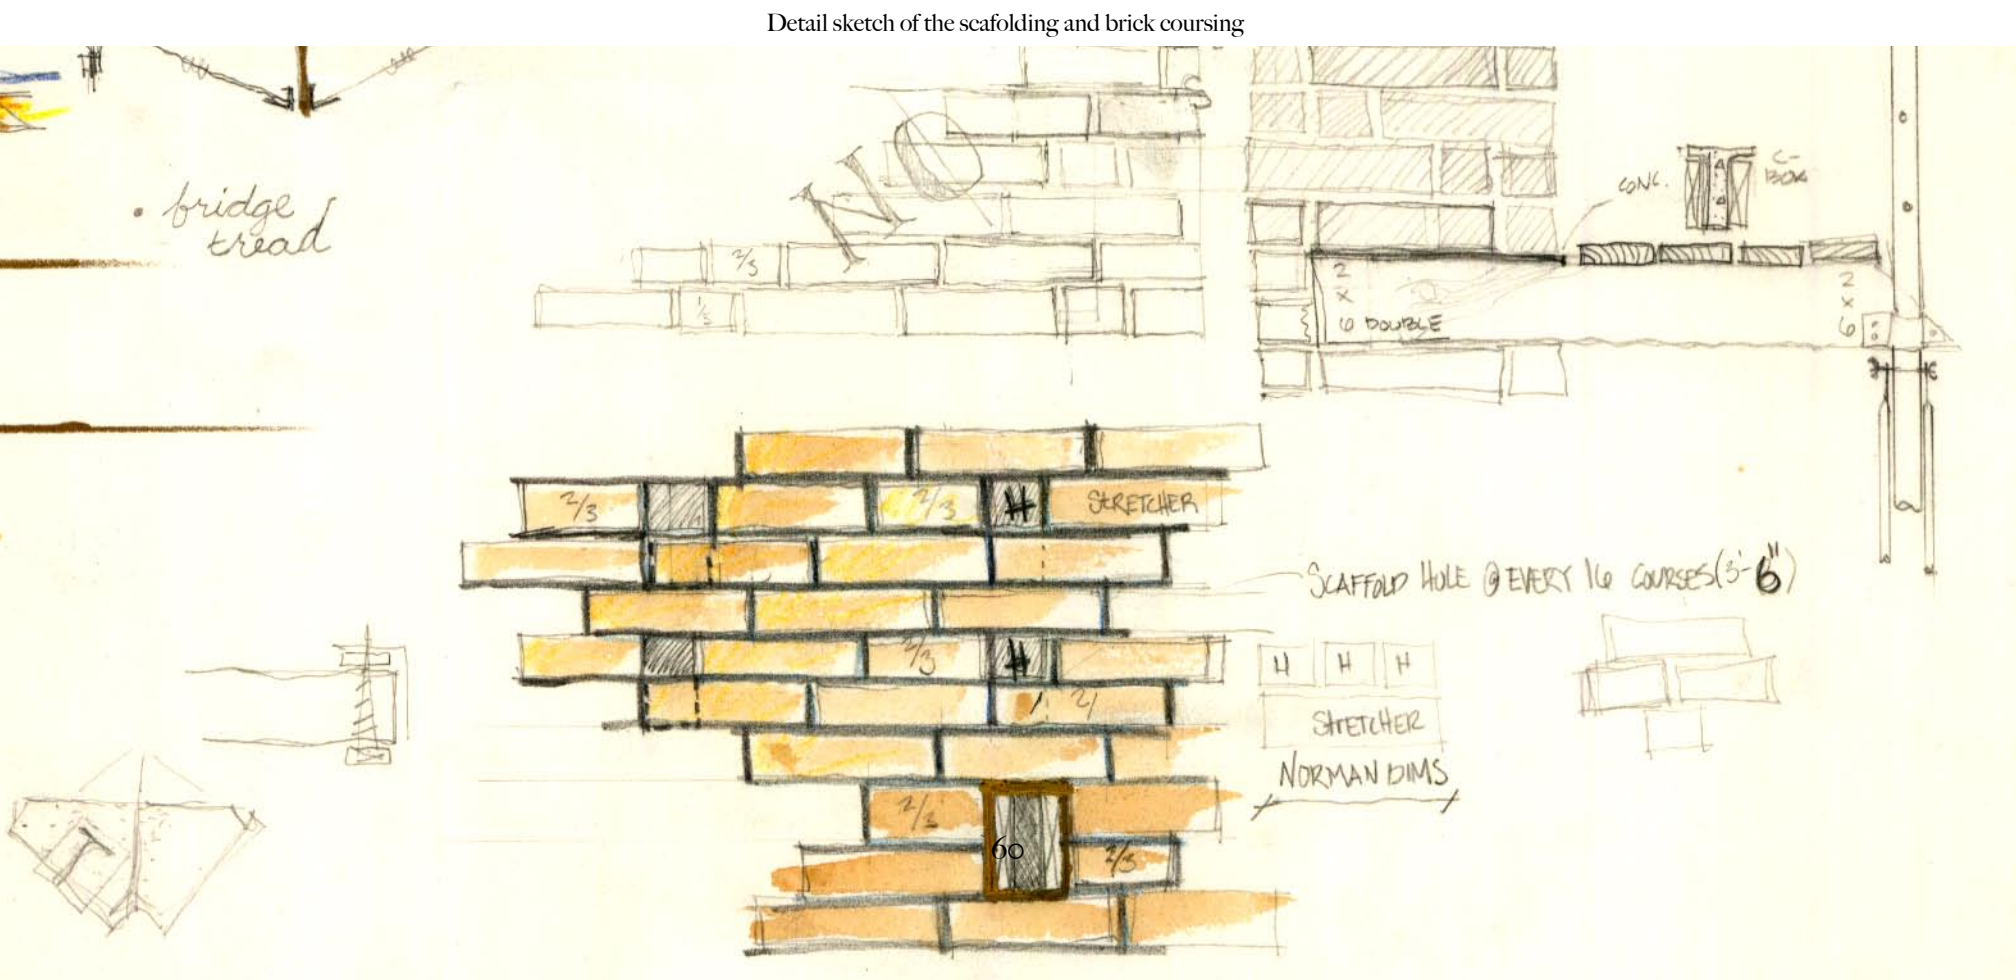 Detail sketch of the scafolding and brick coursing
• bridge
tread
NO
2/3
1/3
CONC.
C-
BOX
2
x
6 DOUBLE
2
x
6
2/3
2/3
H
STRETCHER
SCAFFOLD HOLE @ EVERY 16 COURSES (3'-6")
2/3
H
H H H
2/
STRETCHER
NORMAN DIMS
2/3
60
2/3